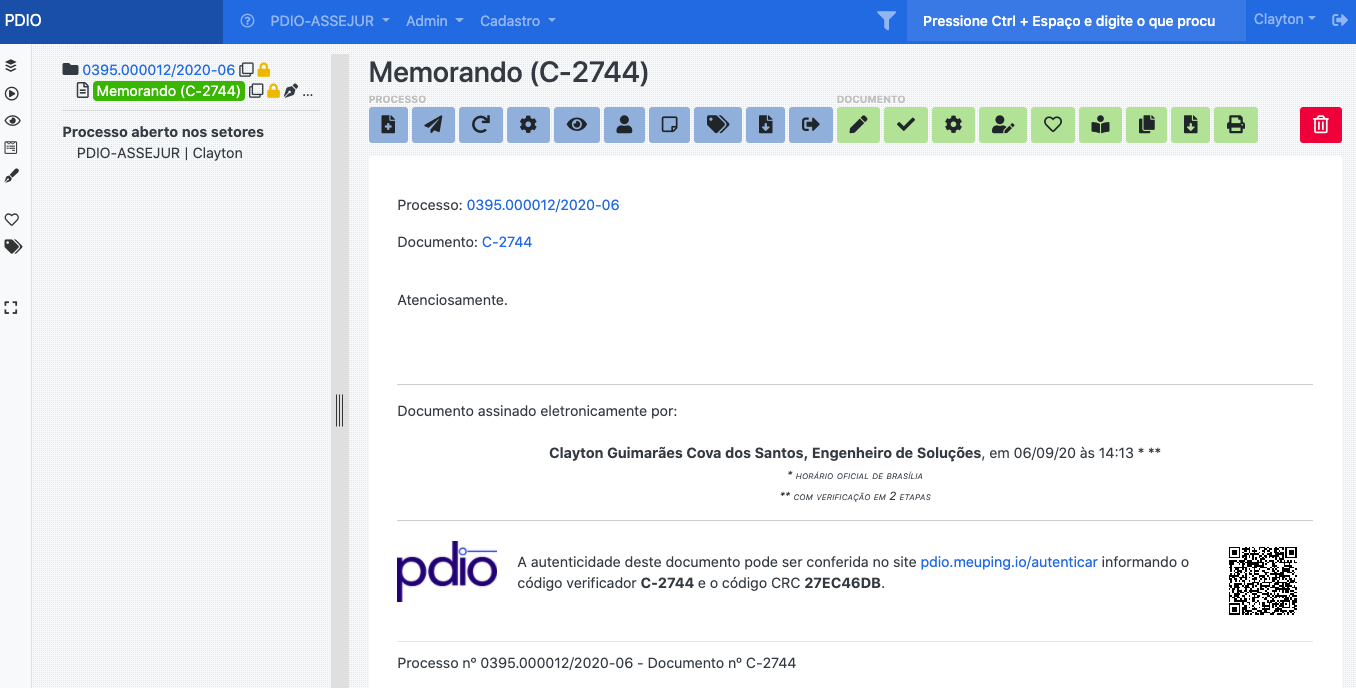 PDIO
PDIO-ASSEJUR Admin Cadastro
Pressione Ctrl + Espaço e digite o que procu
Clayton
0395.000012/2020-06
Memorando (C-2744) ...
Processo aberto nos setores
PDIO-ASSEJUR | Clayton
Memorando (C-2744)
PROCESSO
DOCUMENTO
Processo: 0395.000012/2020-06
Documento: C-2744
Atenciosamente.
Documento assinado eletronicamente por:
Clayton Guimarães Cova dos Santos, Engenheiro de Soluções, em 06/09/20 às 14:13 * **
* horário oficial de brasília
** com verificação em 2 etapas
pdio
A autenticidade deste documento pode ser conferida no site pdio.meuping.io/autenticar informando o
código verificador C-2744 e o código CRC 27EC46DB.
Processo nº 0395.000012/2020-06 - Documento nº C-2744